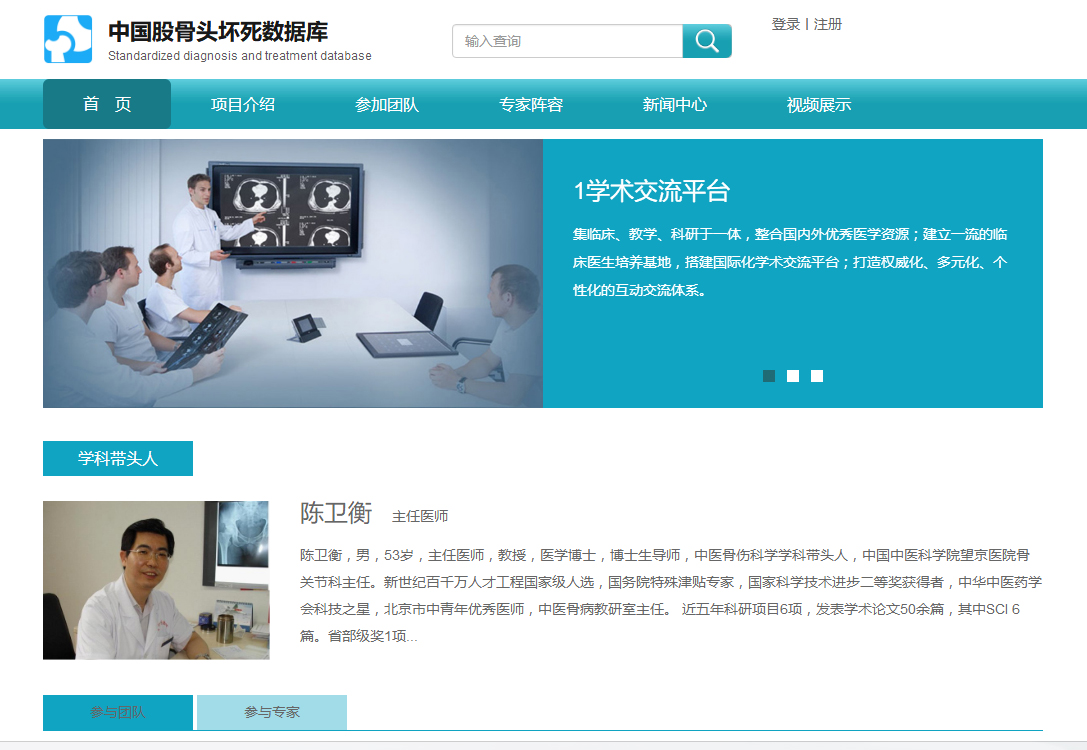 中国股骨头坏死数据库
Standardized diagnosis and treatment database
输入查询
登录 | 注册
首 页 项目介绍 参加团队 专家阵容 新闻中心 视频展示
1学术交流平台
集临床、教学、科研于一体，整合国内外优秀医学资源；建立一流的临
床医生培养基地，搭建国际化学术交流平台；打造权威化、多元化、个
性化的互动交流体系。
学科带头人
陈卫衡 主任医师
陈卫衡，男，53岁，主任医师，教授，医学博士，博士生导师，中医骨伤科学学科带头人，中国中医科学院望京医院骨
关节科主任。新世纪百千万人才工程国家级人选，国务院特殊津贴专家，国家科学技术进步二等奖获得者，中华中医药学
会科技之星，北京市中青年优秀医师，中医骨病教研室主任。 近五年科研项目6项，发表学术论文50余篇，其中SCI 6
篇。省部级奖1项...
参与团队 参与专家